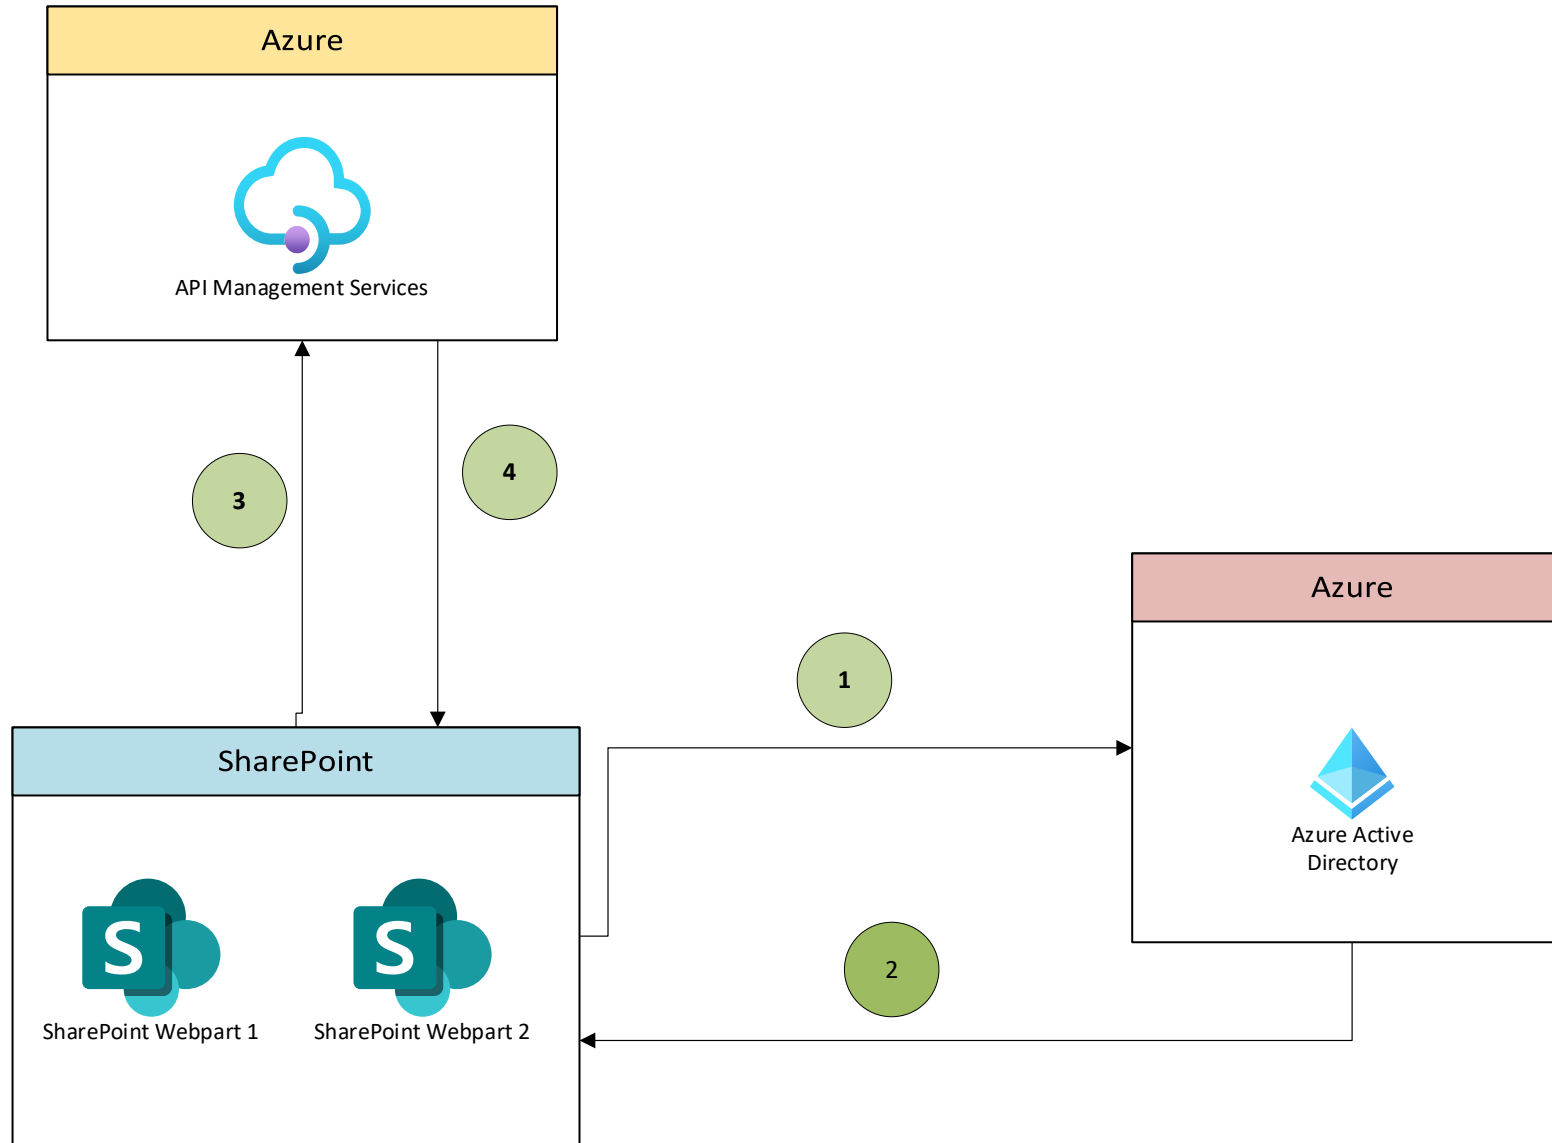 Azure
API Management Services
3
4
1
Azure
SharePoint
Azure Active
Directory
S
S
2
SharePoint Webpart 1
SharePoint Webpart 2